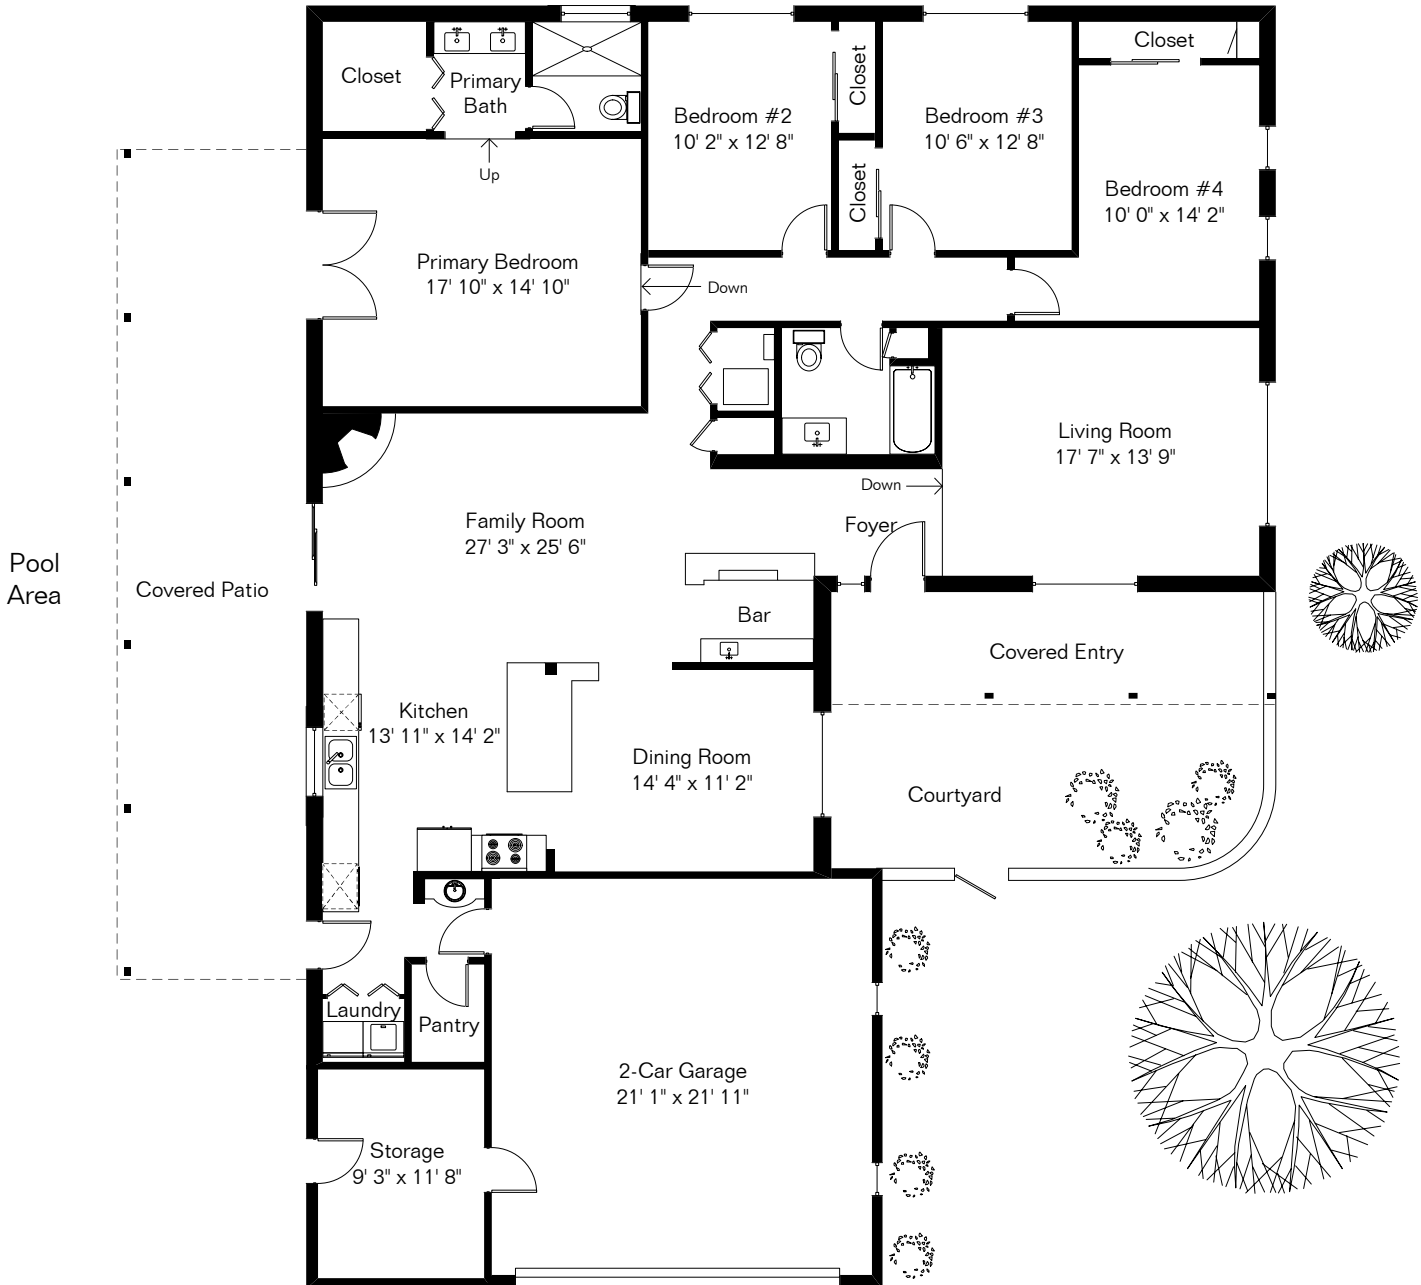 Closet
Primary
Bath
Up
Bedroom #2
10' 2" x 12' 8"
Closet
Closet
Bedroom #3
10' 6" x 12' 8"
Closet
Bedroom #4
10' 0" x 14' 2"
Primary Bedroom
17' 10" x 14' 10"
Down
Living Room
17' 7" x 13' 9"
Down
Foyer
Family Room
27' 3" x 25' 6"
Pool
Area
Covered Patio
Bar
Covered Entry
Kitchen
13' 11" x 14' 2"
Dining Room
14' 4" x 11' 2"
Courtyard
Laundry
Pantry
2-Car Garage
21' 1" x 21' 11"
Storage
9' 3" x 11' 8"